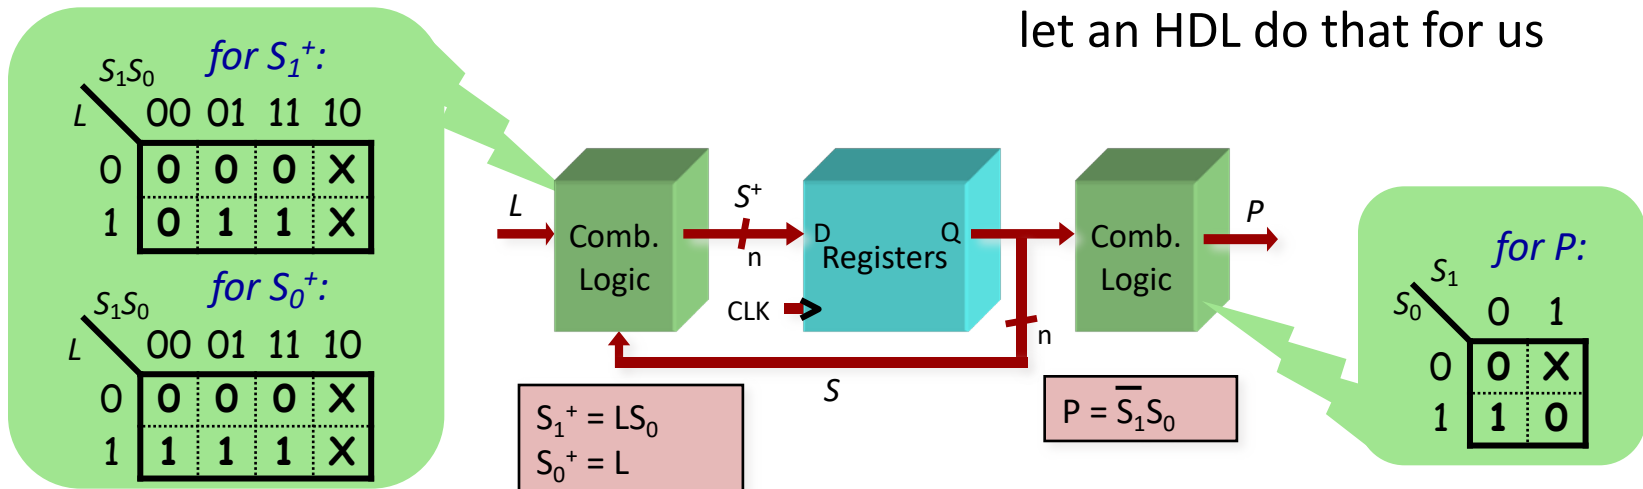 let an HDL do that for us
for S₁⁺:
S₁S₀
L 00 01 11 10
0 0 0 0 X
1 0 1 1 X
for S₀⁺:
S₁S₀
L 00 01 11 10
0 0 0 0 X
1 1 1 1 X
L
Comb.
Logic
S⁺
n
D Q
Registers
CLK
n
S
Comb.
Logic
P
S₁⁺ = LS₀
S₀⁺ = L
P = S̅₁S₀
for P:
S₁
S₀
0 1
0 0 X
1 1 0